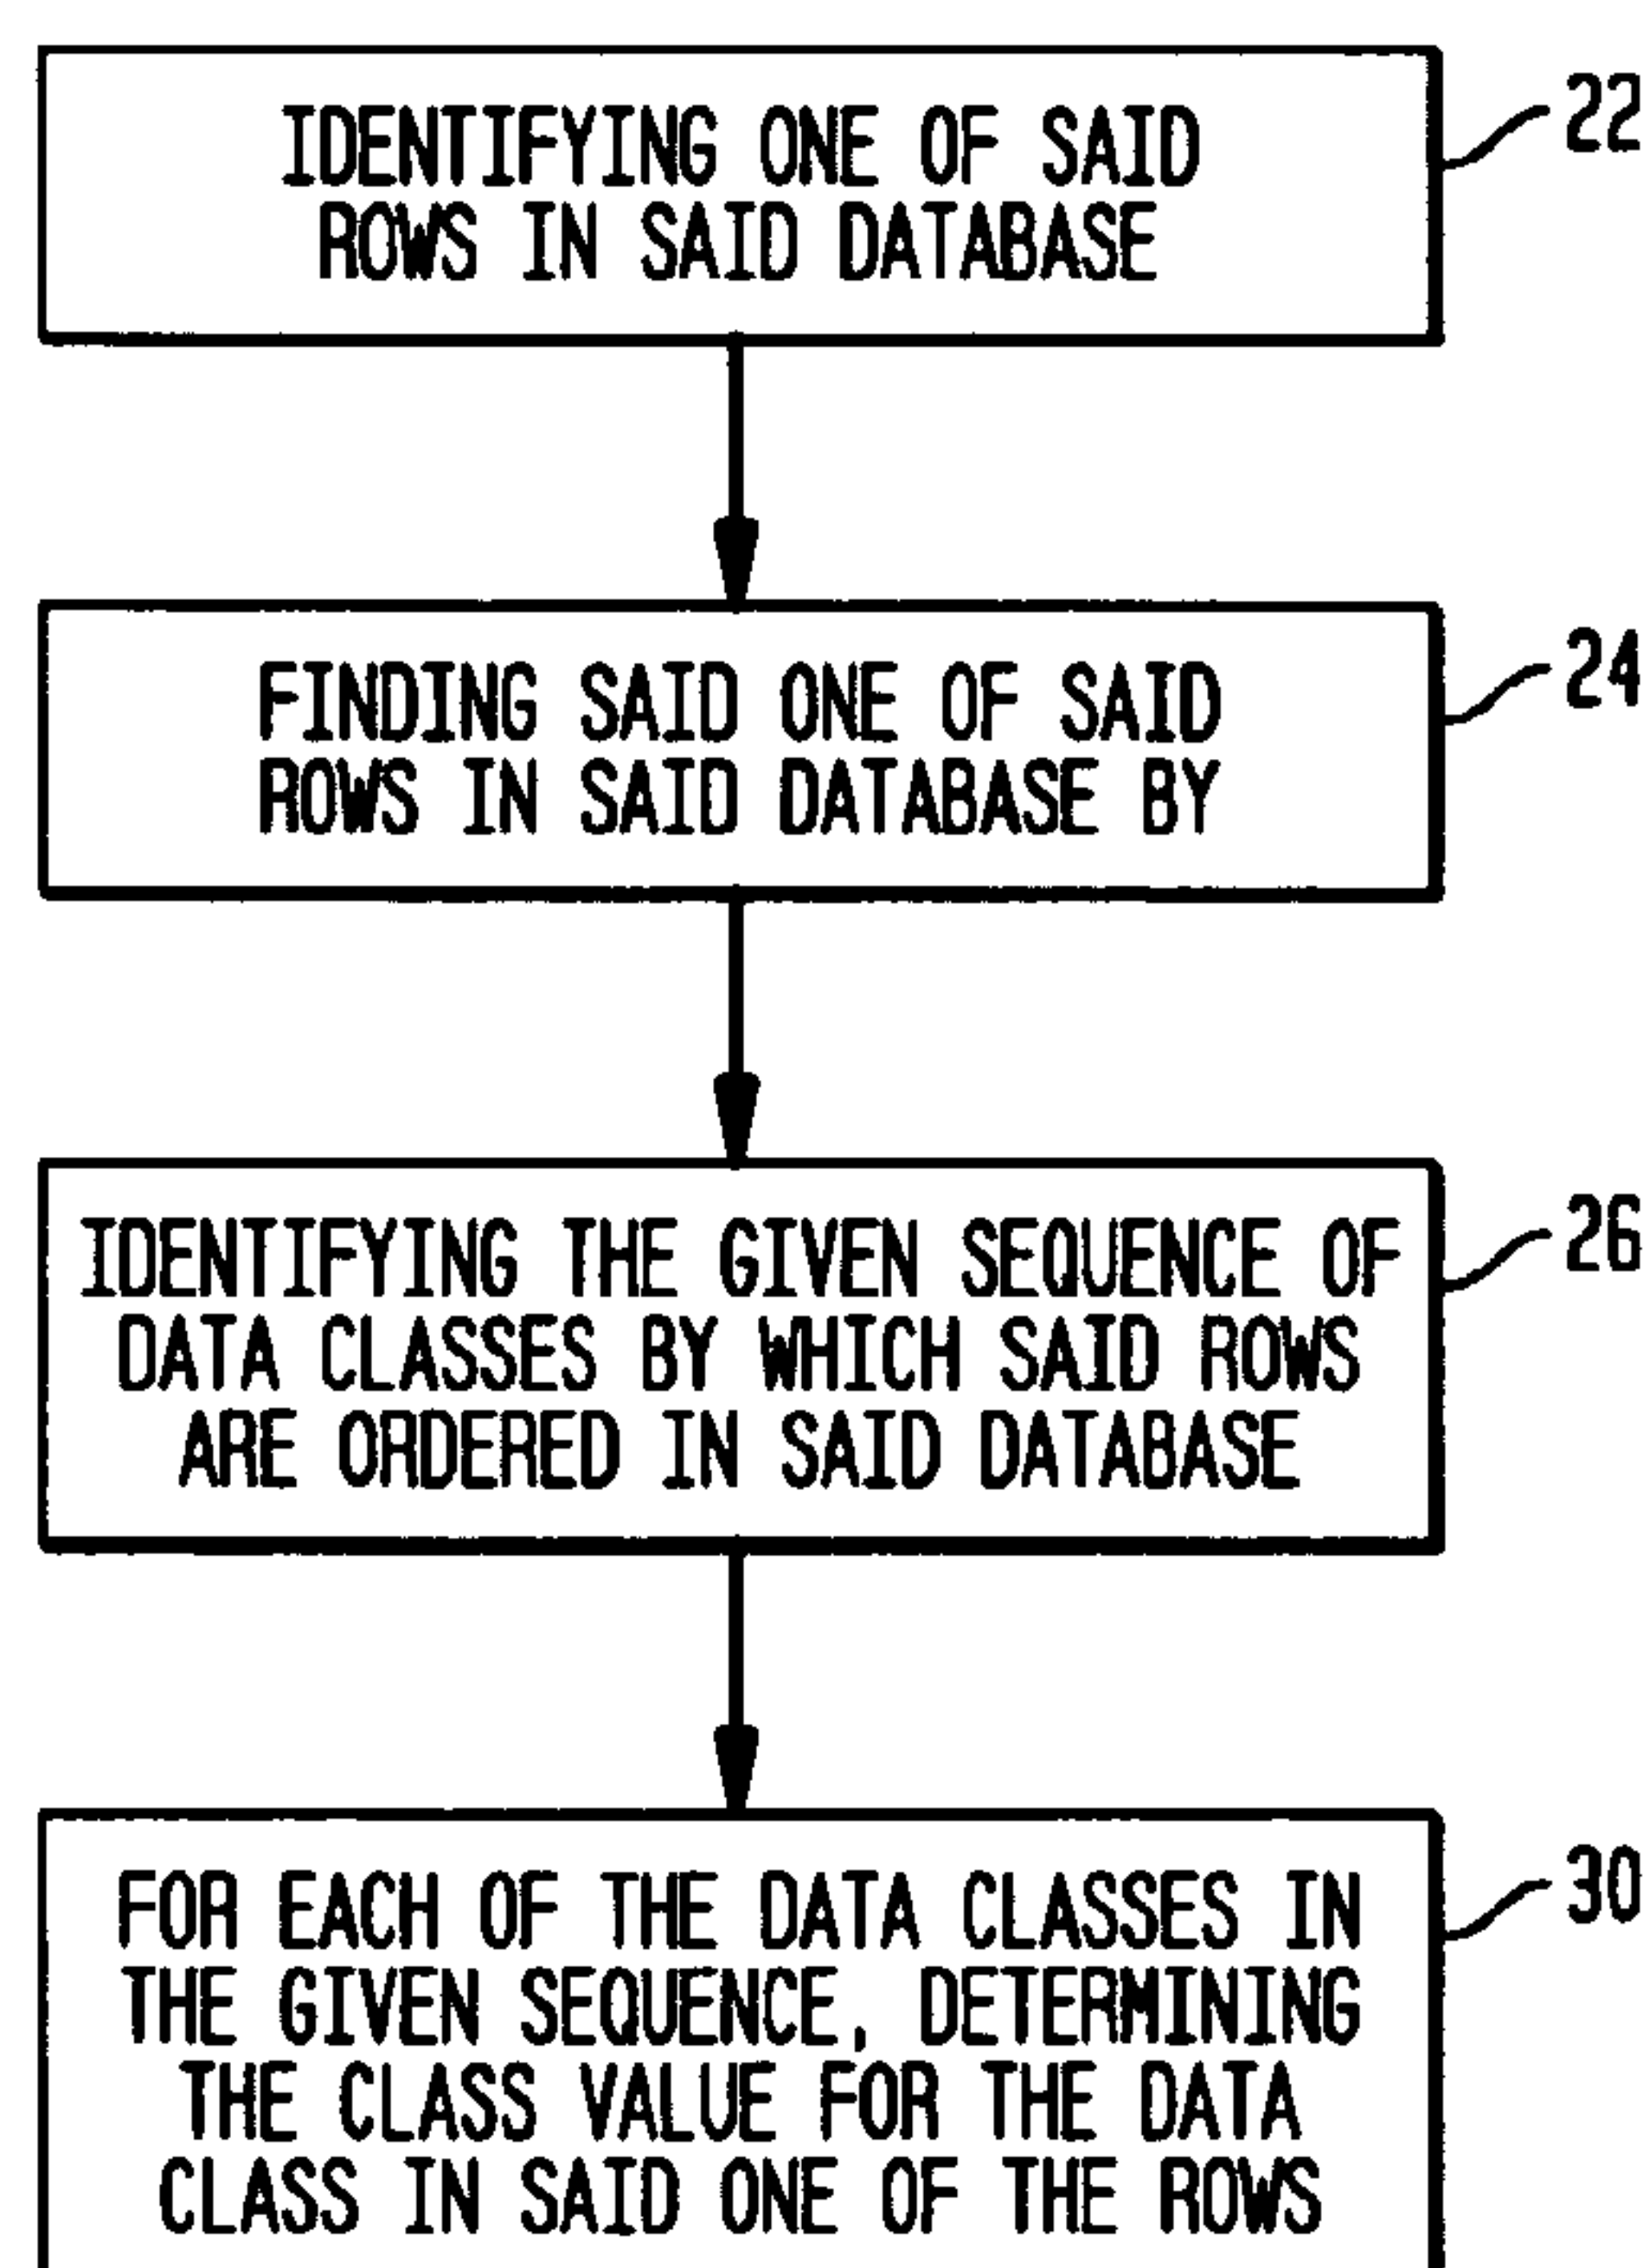 IDENTIFYING ONE OF SAID
ROWS IN SAID DATABASE
22
FINDING SAID ONE OF SAID
ROWS IN SAID DATABASE BY
24
IDENTIFYING THE GIVEN SEQUENCE OF
DATA CLASSES BY WHICH SAID ROWS
ARE ORDERED IN SAID DATABASE
26
FOR EACH OF THE DATA CLASSES IN
THE GIVEN SEQUENCE, DETERMINING
THE CLASS VALUE FOR THE DATA
CLASS IN SAID ONE OF THE ROWS
30